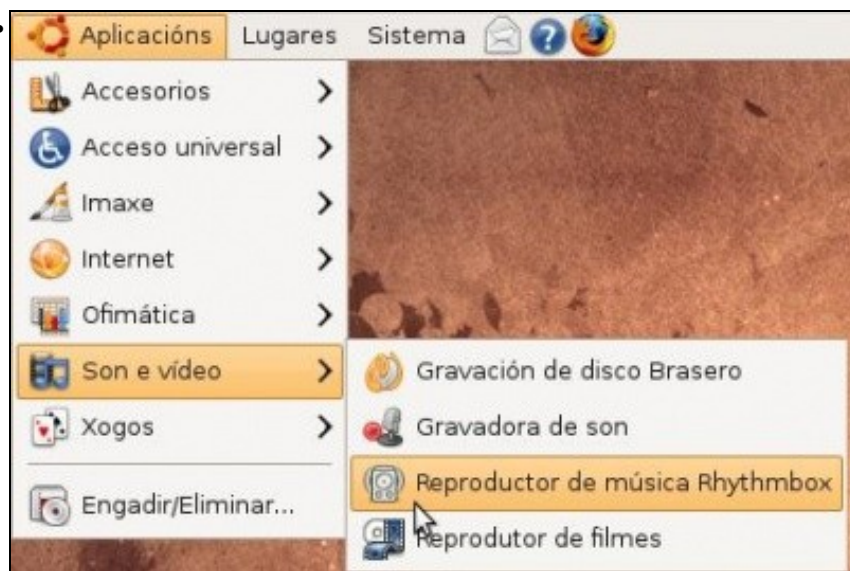 Aplicacións Lugares Sistema
Accesorios
Acceso universal
Imaxe
Internet
Ofimática
Son e vídeo
Xogos
Engadir/Eliminar...
Gravación de disco Brasero
Gravadora de son
Reproductor de música Rhythmbox
Reprodutor de filmes